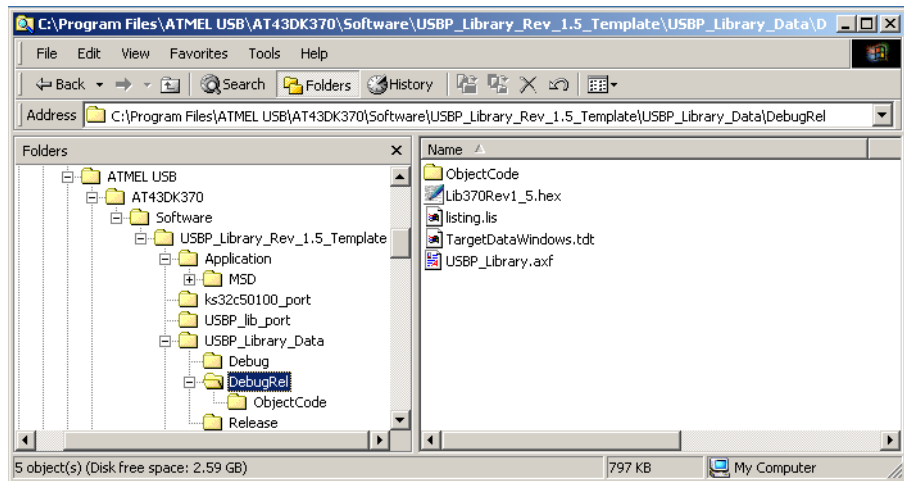 C:\Program Files\ATMEL USB\AT43DK370\Software\USBP_Library_Rev_1.5_Template\USBP_Library_Data\D
File Edit View Favorites Tools Help
Back Search Folders History
Address C:\Program Files\ATMEL USB\AT43DK370\Software\USBP_Library_Rev_1.5_Template\USBP_Library_Data\DebugRel
Folders
ATMEL USB
AT43DK370
Software
USBP_Library_Rev_1.5_Template
Application
MSD
ks32c50100_port
USBP_lib_port
USBP_Library_Data
Debug
DebugRel
ObjectCode
Release
Name
ObjectCode
Lib370Rev1_5.hex
listing.lis
TargetDataWindows.tdt
USBP_Library.axf
5 object(s) (Disk free space: 2.59 GB) 797 KB My Computer